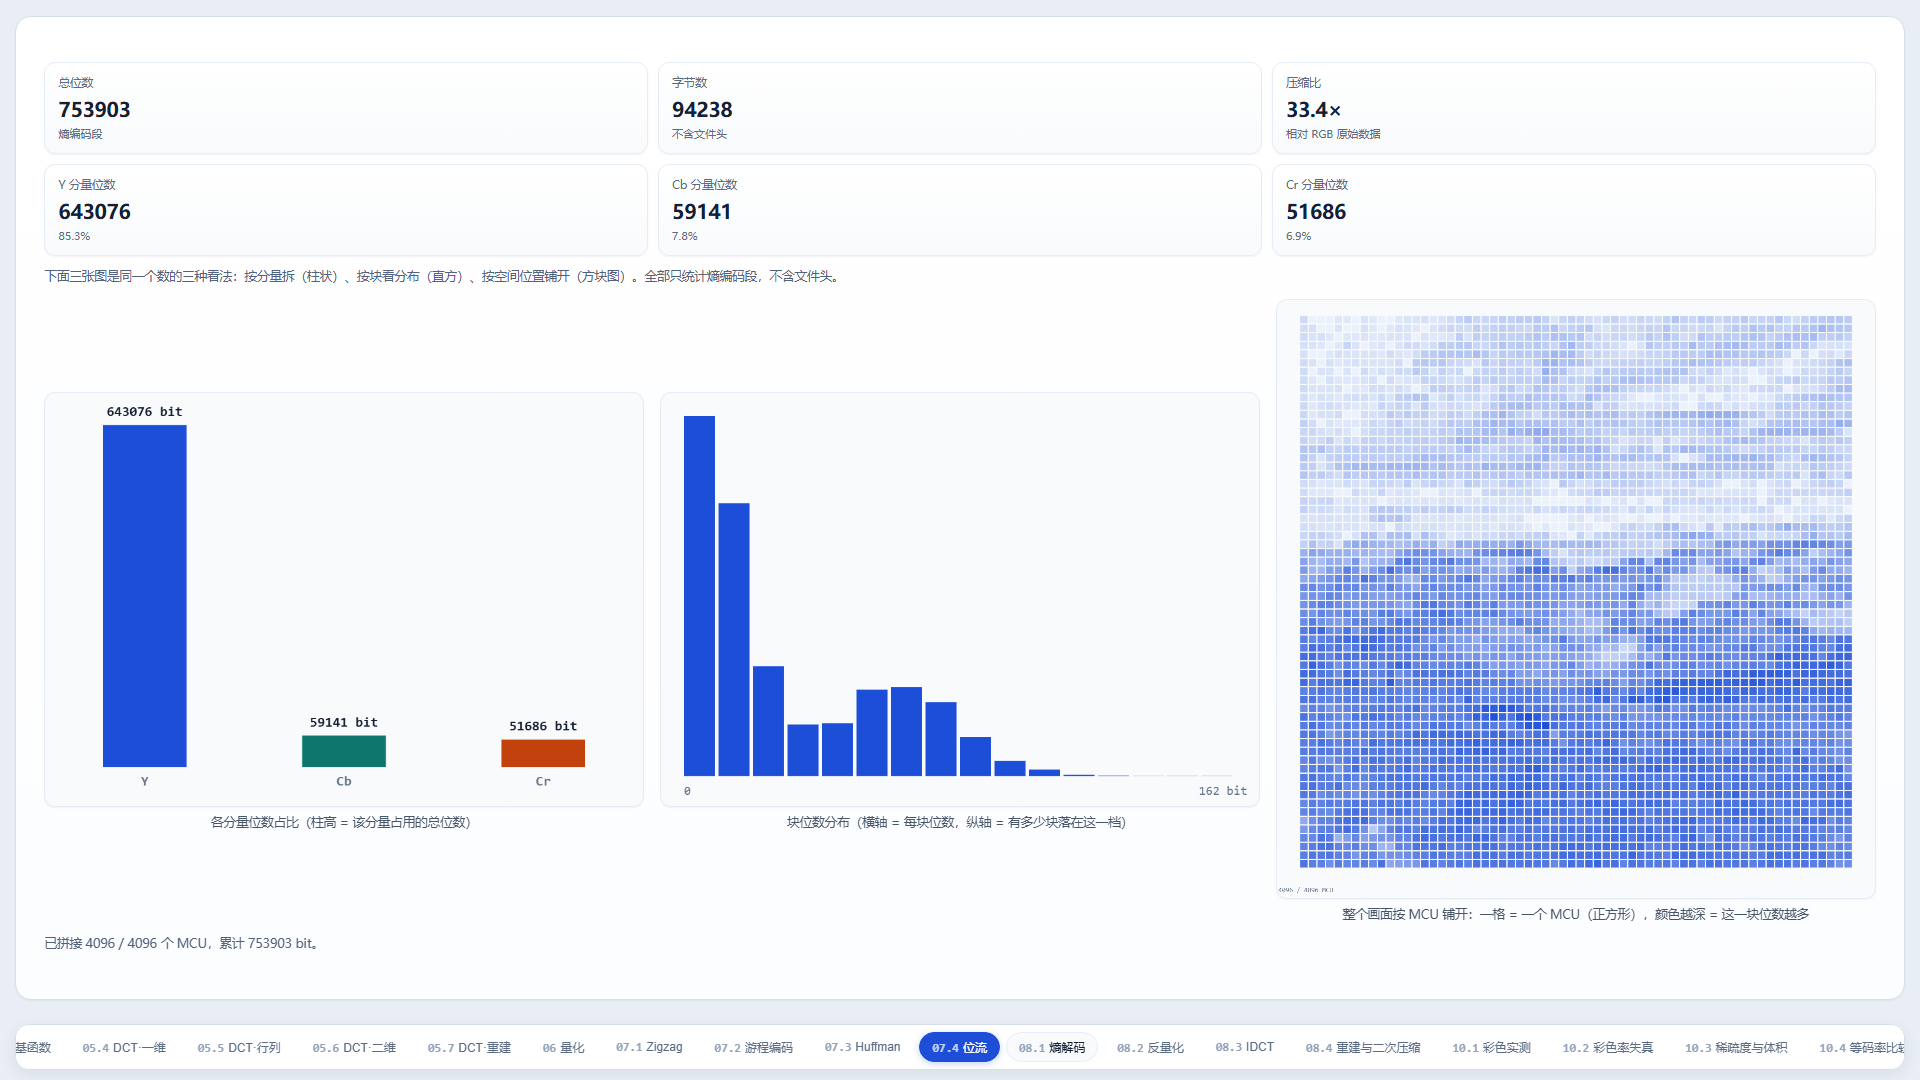 总位数
753903
熵编码段
字节数
94238
不含文件头
压缩比
33.4×
相对 RGB 原始数据
Y 分量位数
643076
85.3%
Cb 分量位数
59141
7.8%
Cr 分量位数
51686
6.9%
下面三张图是同一个数的三种看法：按分量拆（柱状）、按块看分布（直方）、按空间位置铺开（方块图）。全部只统计熵编码段，不含文件头。
643076 bit
59141 bit
51686 bit
Y
Cb
Cr
各分量位数占比（柱高 = 该分量占用的总位数）
0
162 bit
块位数分布（横轴 = 每块位数，纵轴 = 有多少块落在这一档）
4096 / 4096 MCU
整个画面按 MCU 铺开：一格 = 一个 MCU（正方形），颜色越深 = 这一块位数越多
已拼接 4096 / 4096 个 MCU，累计 753903 bit。
基函数
05.4 DCT·一维
05.5 DCT·行列
05.6 DCT·二维
05.7 DCT·重建
06 量化
07.1 Zigzag
07.2 游程编码
07.3 Huffman
07.4 位流
08.1 熵解码
08.2 反量化
08.3 IDCT
08.4 重建与二次压缩
10.1 彩色实测
10.2 彩色率失真
10.3 稀疏度与体积
10.4 等码率比较